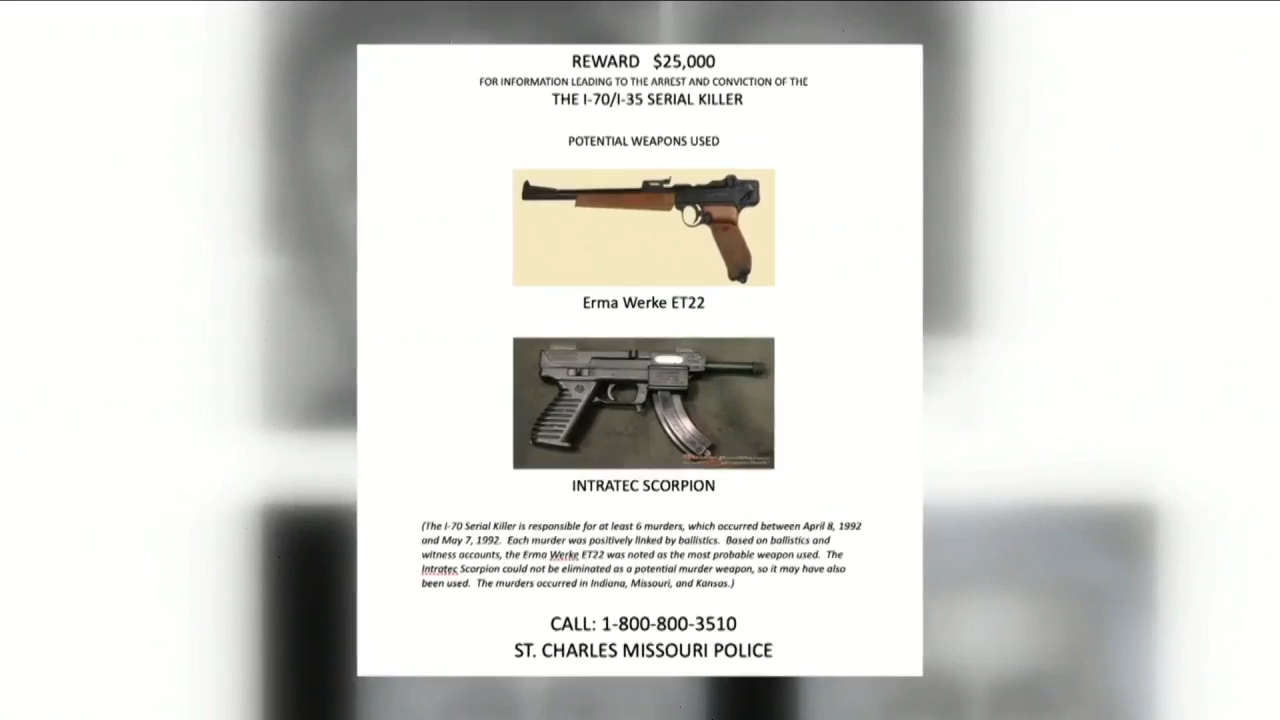 REWARD $25,000
FOR INFORMATION LEADING TO THE ARREST AND CONVICTION OF THE
THE I-70/I-35 SERIAL KILLER
POTENTIAL WEAPONS USED
Erma Werke ET22
INTRATEC SCORPION
(The I-70 Serial Killer is responsible for at least 6 murders, which occurred between April 8, 1992
and May 7, 1992. Each murder was positively linked by ballistics. Based on ballistics and
witness accounts, the Erma Werke ET22 was noted as the most probable weapon used. The
Intratec Scorpion could not be eliminated as a potential murder weapon, so it may have also
been used. The murders occurred in Indiana, Missouri, and Kansas.)
CALL: 1-800-800-3510
ST. CHARLES MISSOURI POLICE